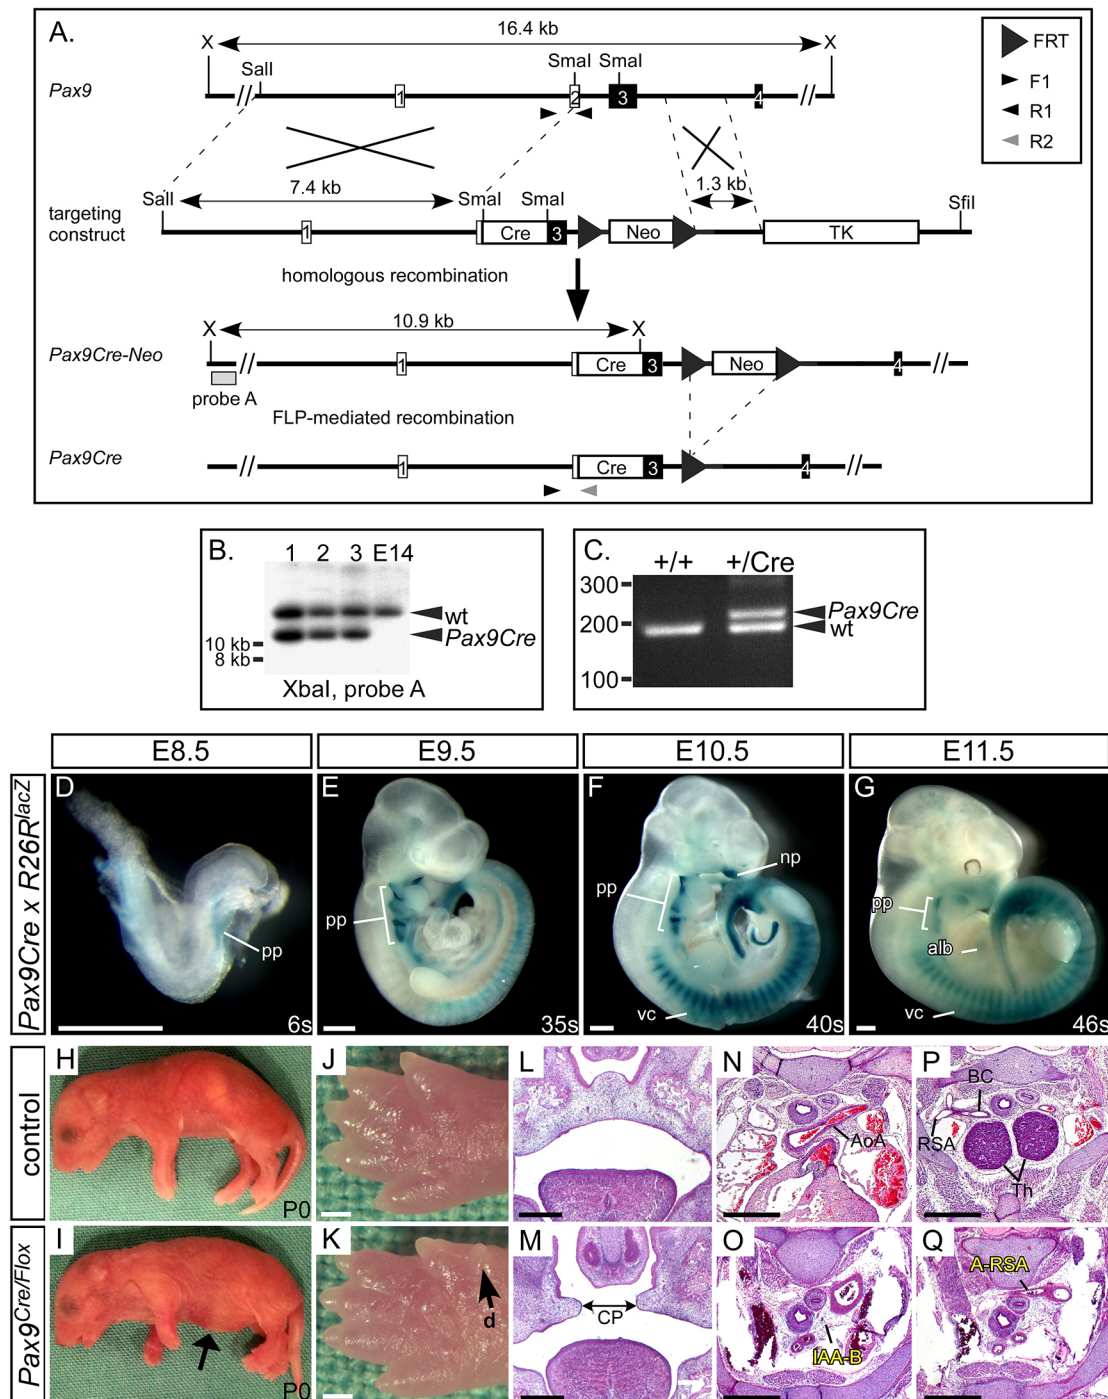 A.
16.4 kb
X X
SalI SmaI SmaI
Pax9 // 1 2 3 4 //
FRT
F1
R1
R2
7.4 kb 1.3 kb
SalI SmaI SmaI SfiI
targeting
construct
1 Cre 3 Neo TK
homologous recombination
10.9 kb
X X
Pax9Cre-Neo // 1 Cre 3 Neo 4 //
probe A
FLP-mediated recombination
Pax9Cre // 1 Cre 3 4 //
B.
1 2 3 E14
wt
Pax9Cre
10 kb
8 kb
XbaI, probe A
C.
+/+ +/Cre
300
200
100
Pax9Cre
wt
E8.5 E9.5 E10.5 E11.5
Pax9Cre x R26RlacZ
D pp 6s
E pp 35s
F pp np vc 40s
G pp alb vc 46s
control
H P0
J
L
N AoA
P BC RSA Th
Pax9Cre/Flox
I P0
K d
M CP
O IAA-B
Q A-RSA